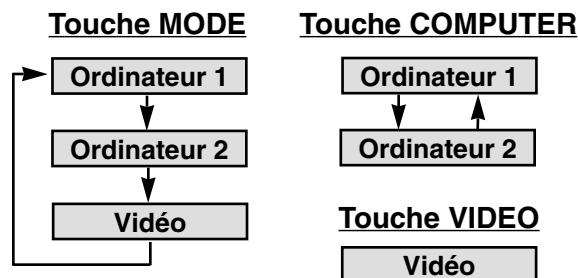 Touche MODE
Ordinateur 1
Ordinateur 2
Vidéo
Touche COMPUTER
Ordinateur 1
Ordinateur 2
Touche VIDEO
Vidéo